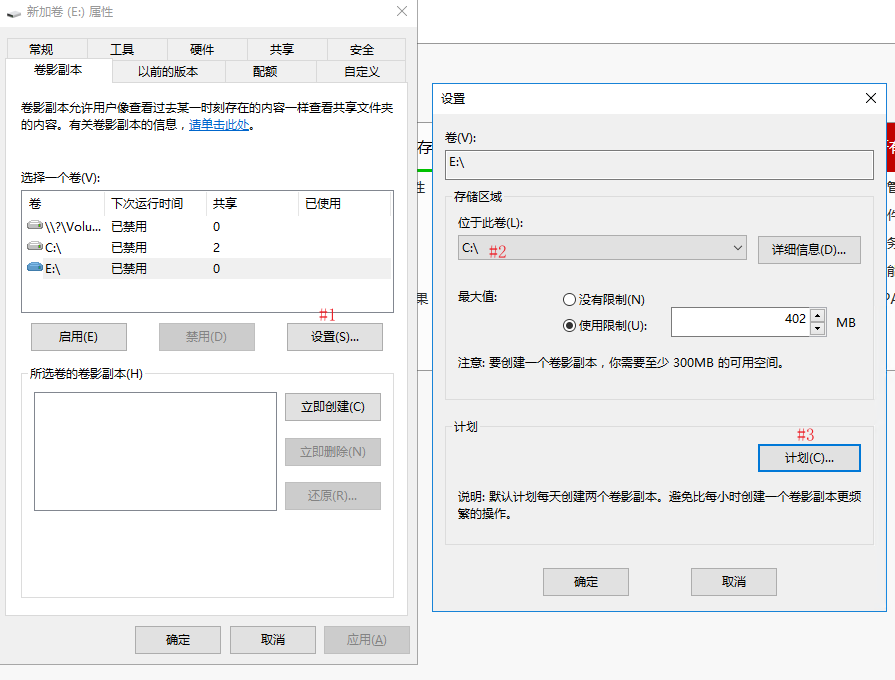 新加卷 (E:) 属性
常规 工具 硬件 共享 安全
卷影副本 以前的版本 配额 自定义
卷影副本允许用户像查看过去某一时刻存在的内容一样查看共享文件夹
的内容。有关卷影副本的信息，请单击此处。
选择一个卷(V):
卷 下次运行时间 共享 已使用
\\?\Volu... 已禁用 0
C:\ 已禁用 2
E:\ 已禁用 0
#1
启用(E) 禁用(D) 设置(S)...
所选卷的卷影副本(H)
立即创建(C)
立即删除(N)
还原(R)...
确定 取消 应用(A)
存
性
果
设置
卷(V):
E:\
存储区域
位于此卷(L):
C:\ #2 详细信息(D)...
最大值:
没有限制(N)
使用限制(U): 402 MB
注意: 要创建一个卷影副本，你需要至少 300MB 的可用空间。
计划
#3
计划(C)...
说明: 默认计划每天创建两个卷影副本。避免比每小时创建一个卷影副本更频
繁的操作。
确定 取消